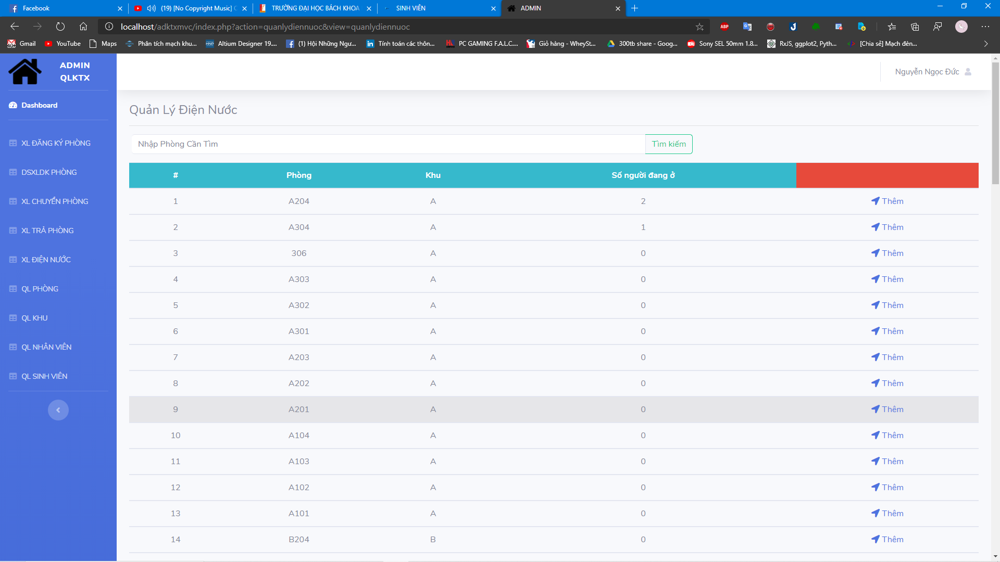 Facebook
(19) [No Copyright Music] C
TRƯỜNG ĐẠI HỌC BÁCH KHOA
SINH VIÊN
ADMIN
localhost/adktxmvc/index.php?action=quanlydiennuoc&view=quanlydiennuoc
ABP
Gmail
YouTube
Maps
Phân tích mạch khu...
Altium Designer 19....
(1) Hội Những Ngư...
Tính toán các thôn...
PC GAMING F.A.L.C....
Giỏ hàng - WheySt...
300tb share - Goog...
Sony SEL 50mm 1.8...
RxJS, ggplot2, Pyth...
[Chia sẻ] Mạch đèn...
ADMIN
QLKTX
Nguyễn Ngọc Đức
Dashboard
XL ĐĂNG KÝ PHÒNG
DSXLDK PHÒNG
XL CHUYỂN PHÒNG
XL TRẢ PHÒNG
XL ĐIỆN NƯỚC
QL PHÒNG
QL KHU
QL NHÂN VIÊN
QL SINH VIÊN
Quản Lý Điện Nước
Nhập Phòng Cần Tìm
Tìm kiếm
# Phòng Khu Số người đang ở
1 A204 A 2 Thêm
2 A304 A 1 Thêm
3 306 A 0 Thêm
4 A303 A 0 Thêm
5 A302 A 0 Thêm
6 A301 A 0 Thêm
7 A203 A 0 Thêm
8 A202 A 0 Thêm
9 A201 A 0 Thêm
10 A104 A 0 Thêm
11 A103 A 0 Thêm
12 A102 A 0 Thêm
13 A101 A 0 Thêm
14 B204 B 0 Thêm